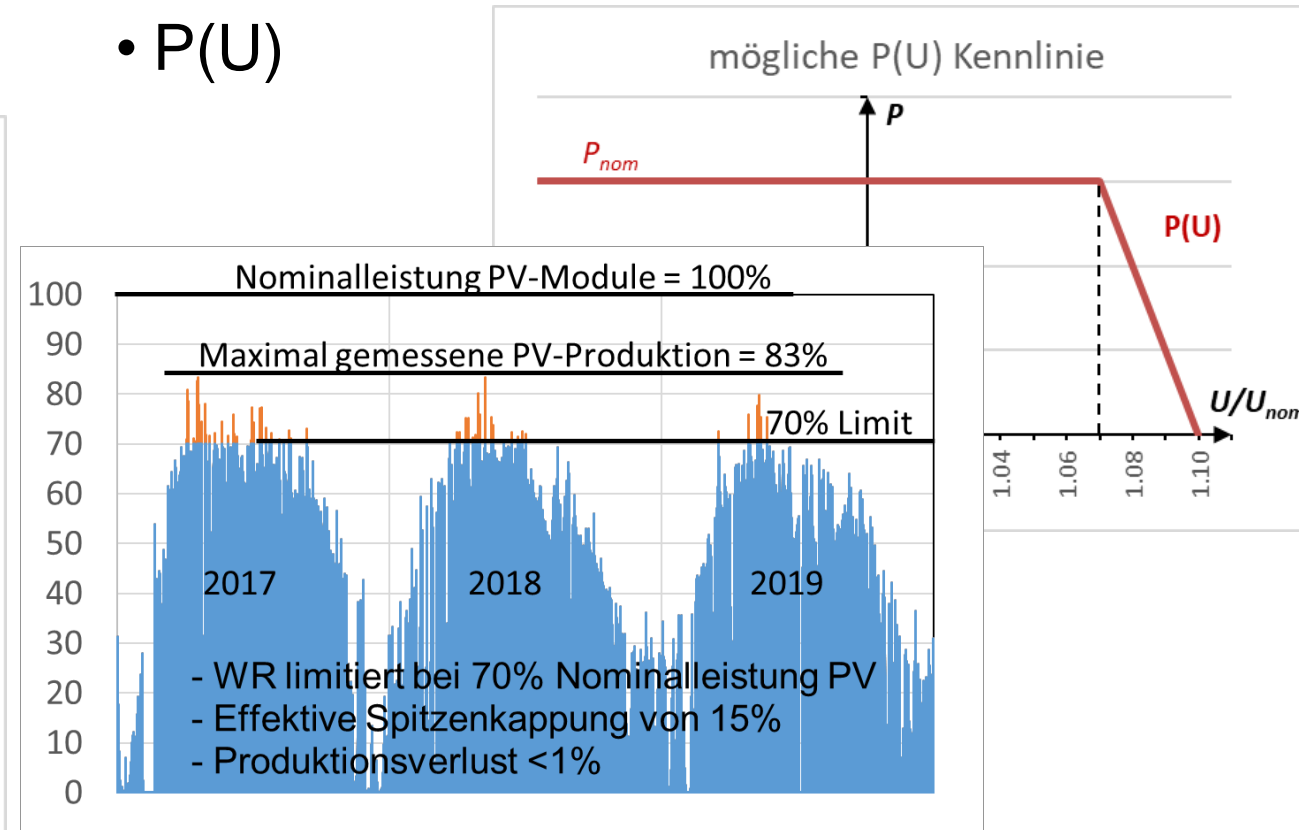 • P(U)
mögliche P(U) Kennlinie
P
Pnom
P(U)
U/Unom
1.04
1.06
1.08
1.10
Nominalleistung PV-Module = 100%
100
90
Maximal gemessene PV-Produktion = 83%
80
70% Limit
70
60
50
40
2017
2018
2019
30
- WR limitiert bei 70% Nominalleistung PV
20
- Effektive Spitzenkappung von 15%
10
- Produktionsverlust <1%
0